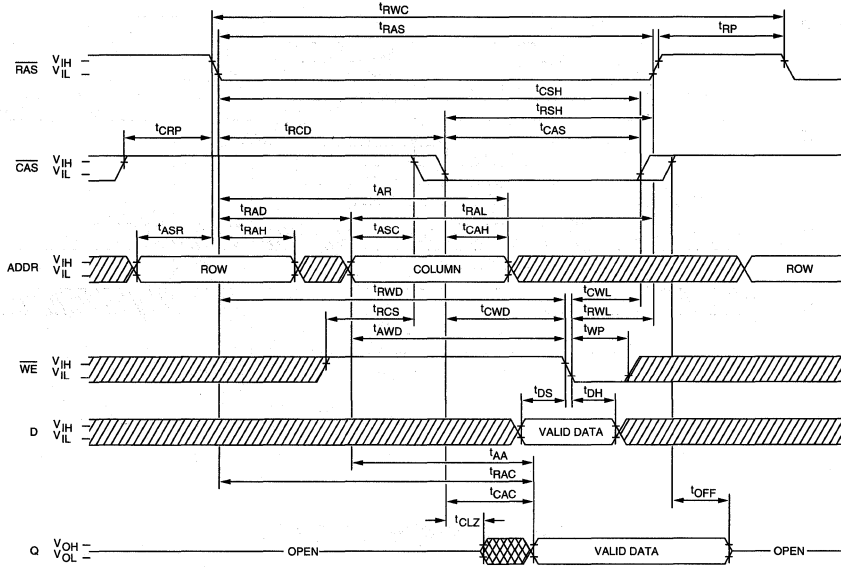 tRWC
tRAS
tRP
RAS VIH
VIL
tCSH
tRSH
tCRP
tRCD
tCAS
CAS VIH
VIL
tAR
tRAD
tRAL
tASR
tRAH
tASC
tCAH
ADDR VIH
VIL
ROW
COLUMN
ROW
tRWD
tCWL
tRCS
tCWD
tRWL
tAWD
tWP
WE VIH
VIL
tDS
tDH
D VIH
VIL
VALID DATA
tAA
tRAC
tCAC
tOFF
tCLZ
Q VOH
VOL
OPEN
VALID DATA
OPEN